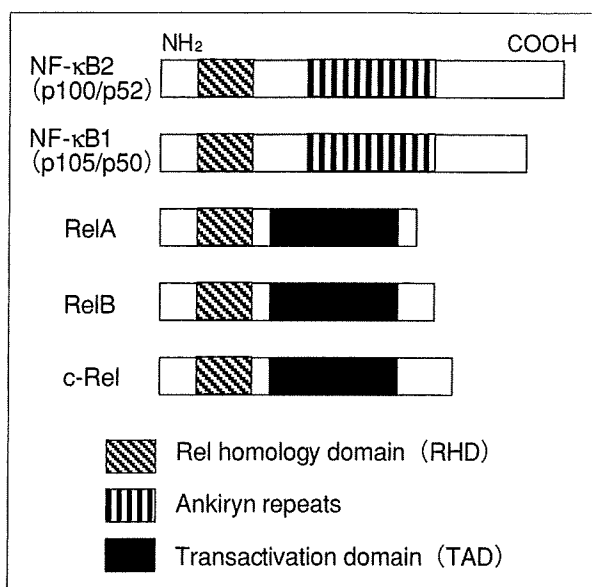 NH₂ COOH
NF-κB2
(p100/p52)
NF-κB1
(p105/p50)
RelA
RelB
c-Rel
Rel homology domain (RHD)
Ankiryn repeats
Transactivation domain (TAD)